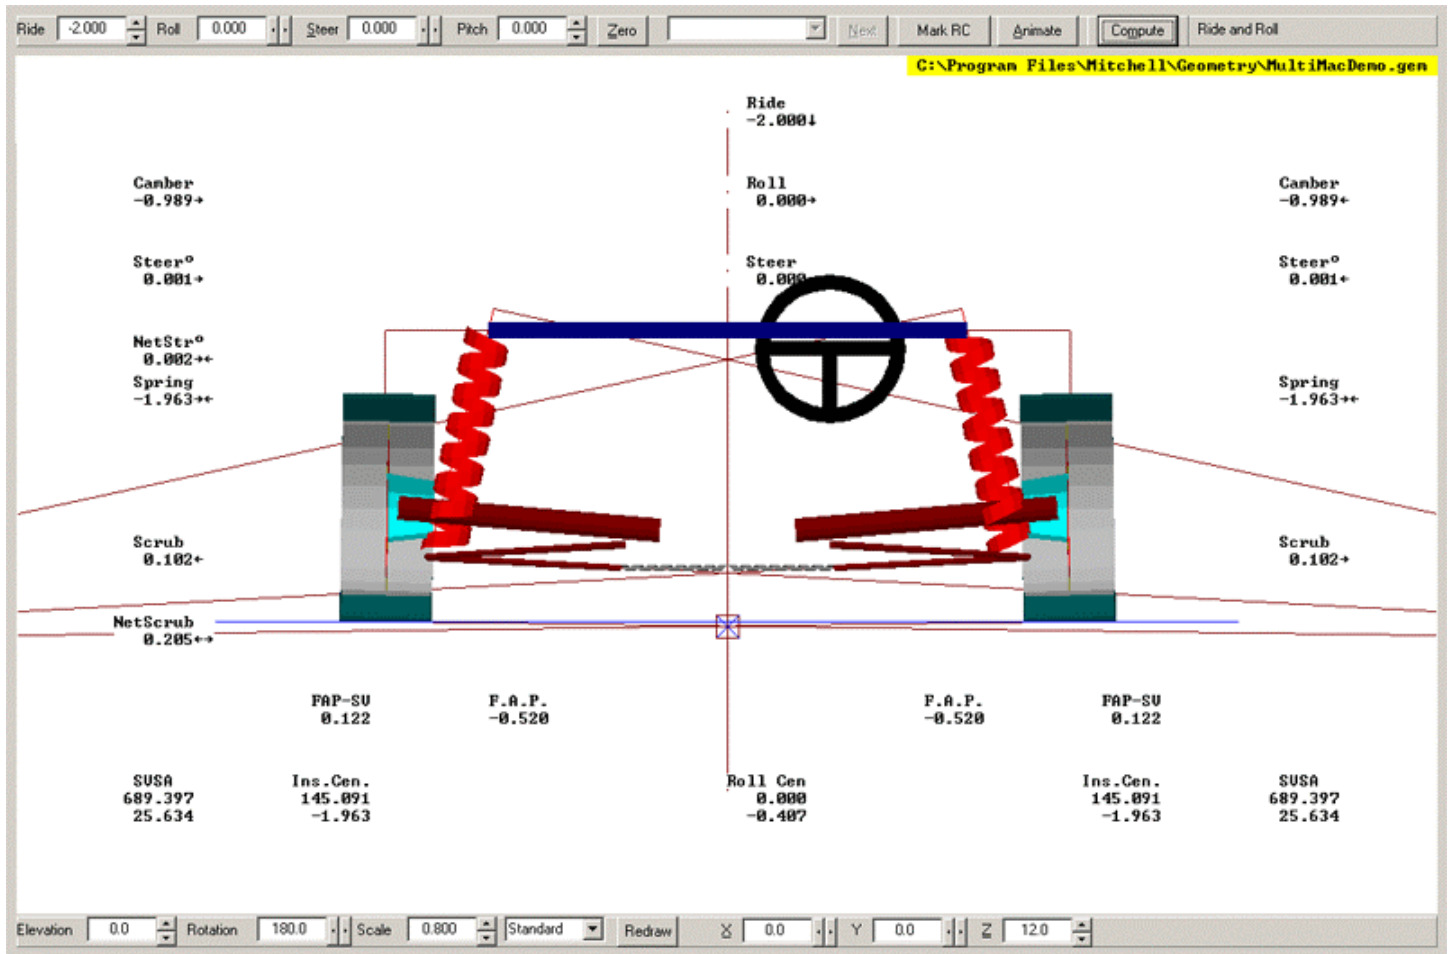 Ride -2.000 Roll 0.000 Steer 0.000 Pitch 0.000 Zero Next Mark RC Animate Compute Ride and Roll
C:\Program Files\Mitchell\Geometry\MultiMacDemo.gem
Ride
-2.000↓
Camber Roll Camber
-0.989→ 0.000→ -0.989←
Steerº Steer Steerº
0.001→ 0.000 0.001←
NetStrº
0.002→←
Spring Spring
-1.963→← -1.963→←
Scrub Scrub
0.102← 0.102→
NetScrub
0.205←→
FAP-SV F.A.P. F.A.P. FAP-SV
0.122 -0.520 -0.520 0.122
SVSA Ins.Cen. Roll Cen Ins.Cen. SVSA
689.397 145.091 0.000 145.091 689.397
25.634 -1.963 -0.407 -1.963 25.634
Elevation 0.0 Rotation 180.0 Scale 0.800 Standard Redraw X 0.0 Y 0.0 Z 12.0